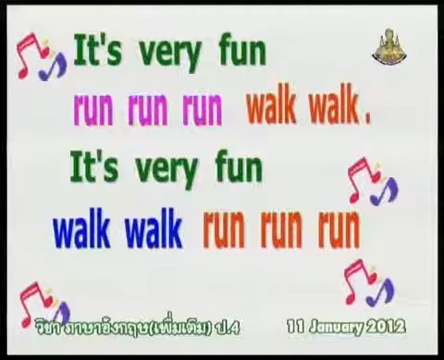 It's very fun
run run run walk walk.
It's very fun
walk walk run run run
วิชา ภาษาอังกฤษ(เพิ่มเติม) ป.4 11 January 2012